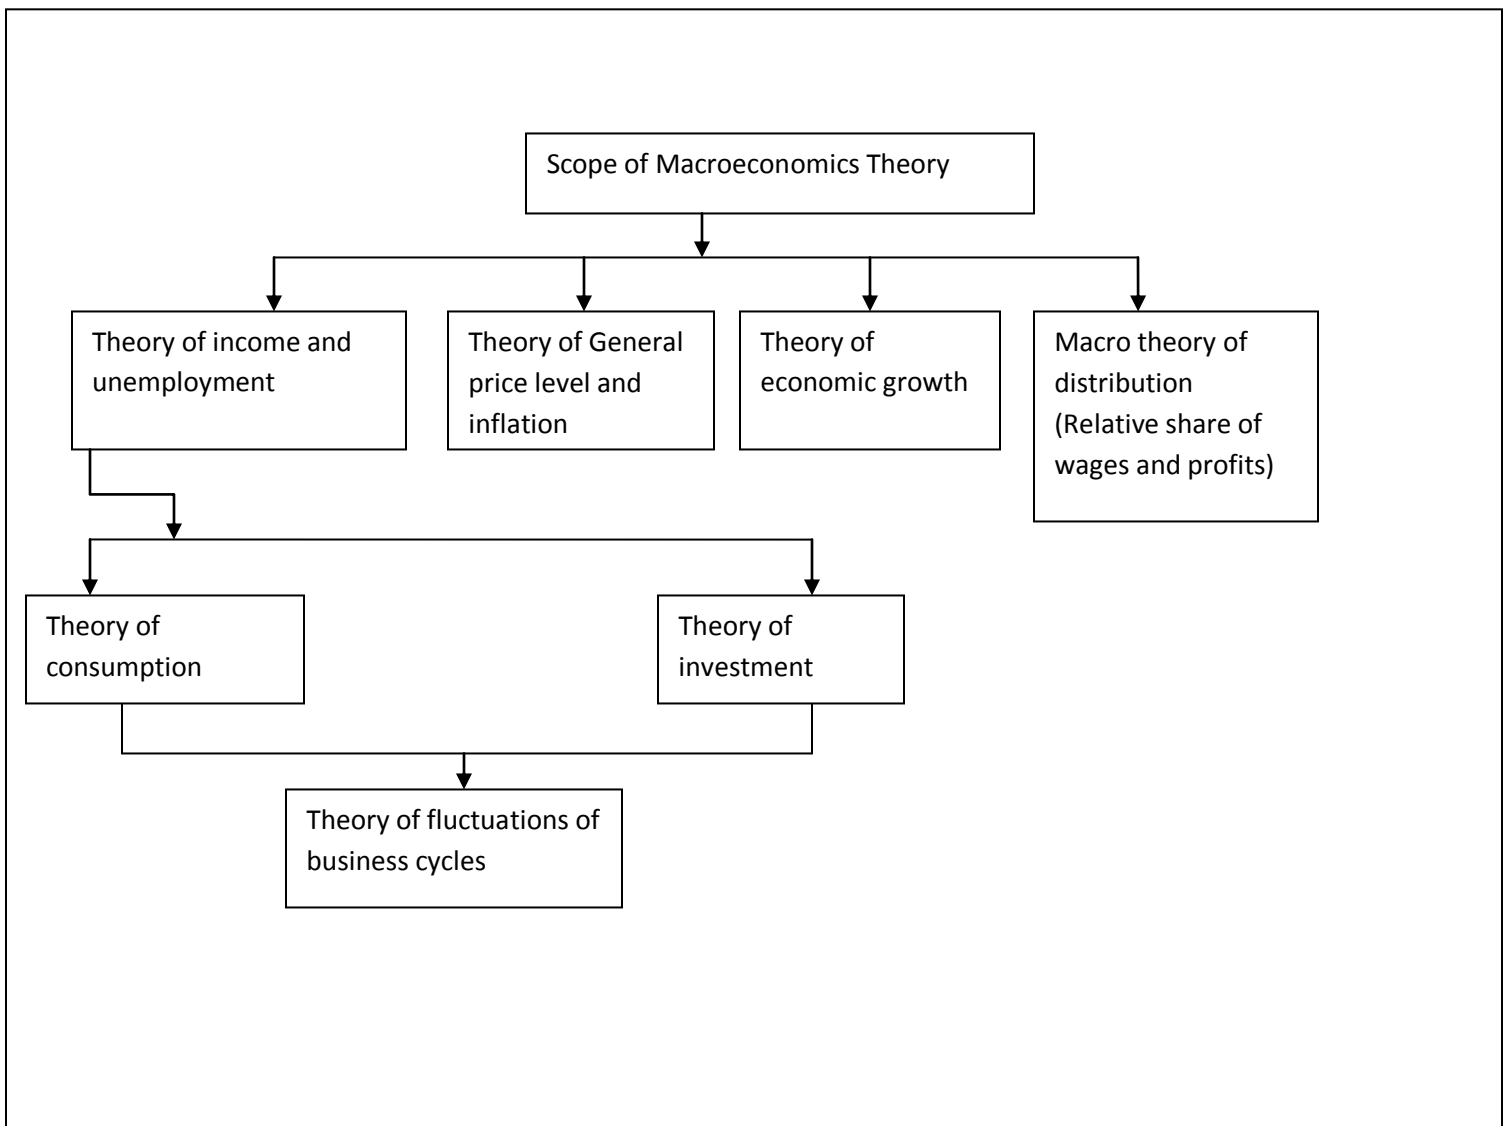 Scope of Macroeconomics Theory
Theory of income and
unemployment
Theory of General
price level and
inflation
Theory of
economic growth
Macro theory of
distribution
(Relative share of
wages and profits)
Theory of
consumption
Theory of
investment
Theory of fluctuations of
business cycles